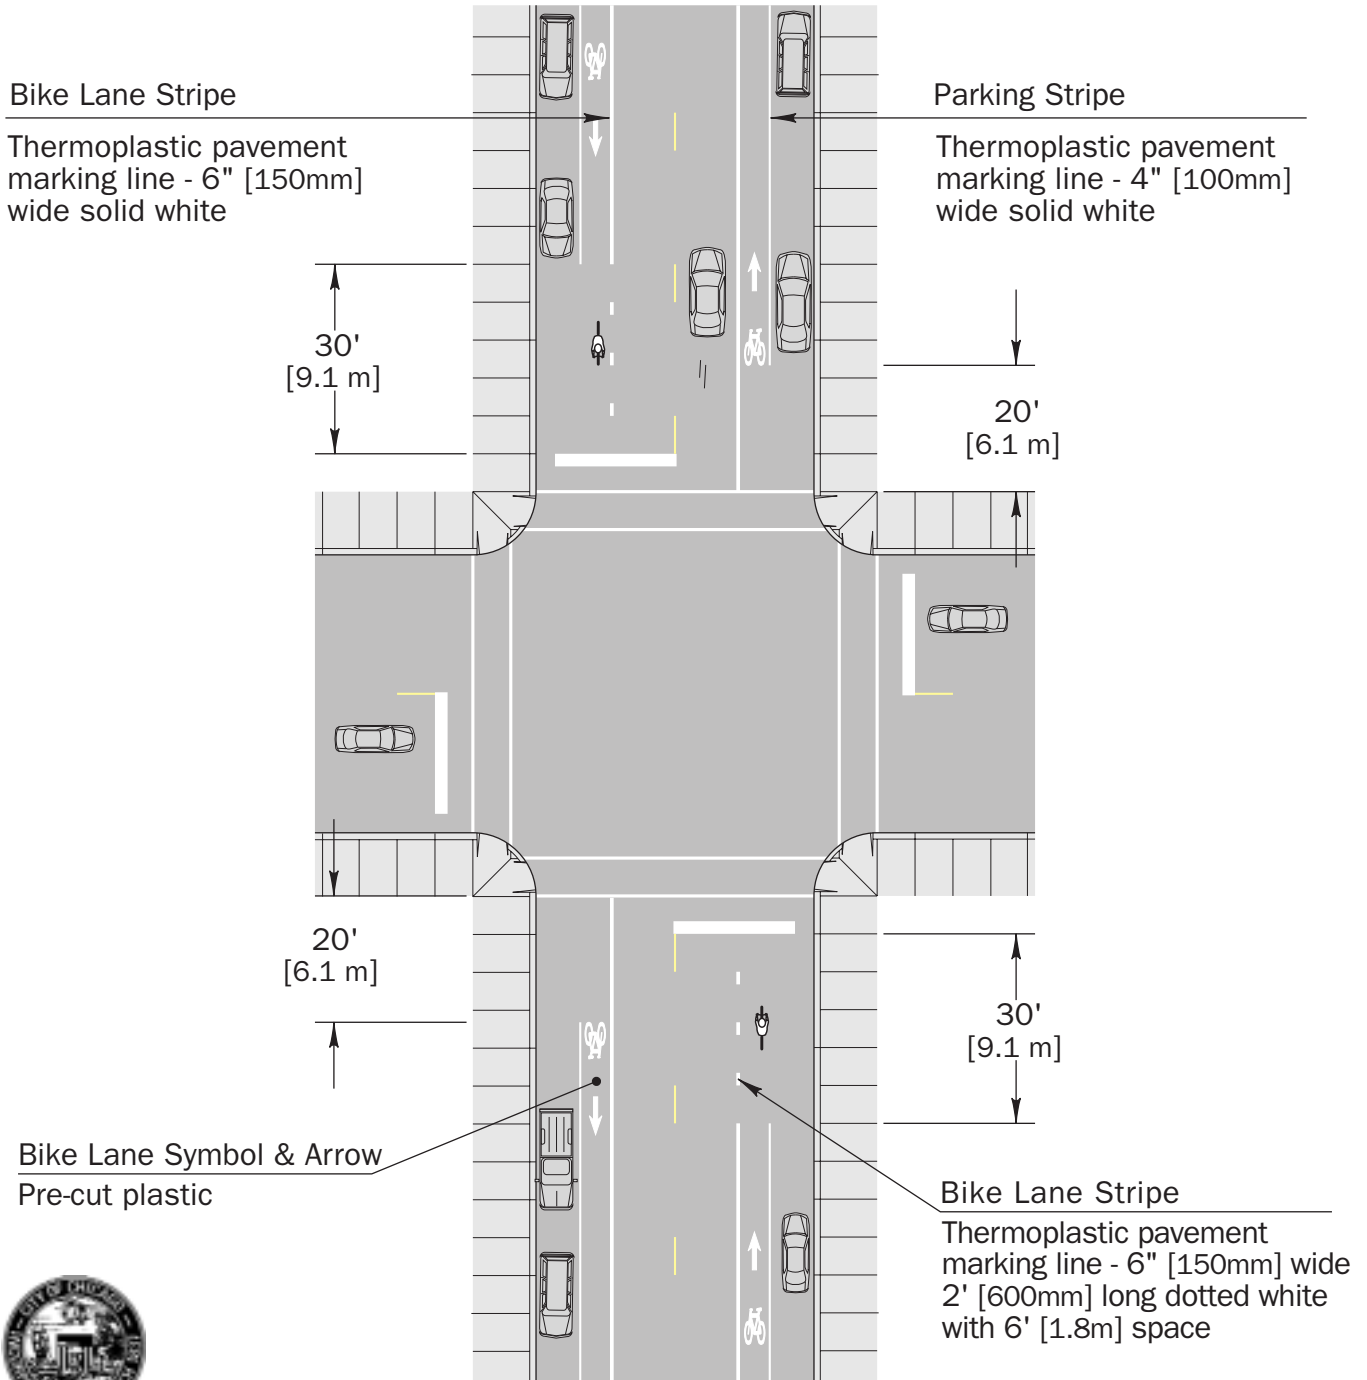 Bike Lane Stripe
Thermoplastic pavement
marking line - 6" [150mm]
wide solid white
Parking Stripe
Thermoplastic pavement
marking line - 4" [100mm]
wide solid white
30'
[9.1 m]
20'
[6.1 m]
20'
[6.1 m]
30'
[9.1 m]
Bike Lane Symbol & Arrow
Pre-cut plastic
Bike Lane Stripe
Thermoplastic pavement
marking line - 6" [150mm] wide
2' [600mm] long dotted white
with 6' [1.8m] space
CITY OF CHICAGO